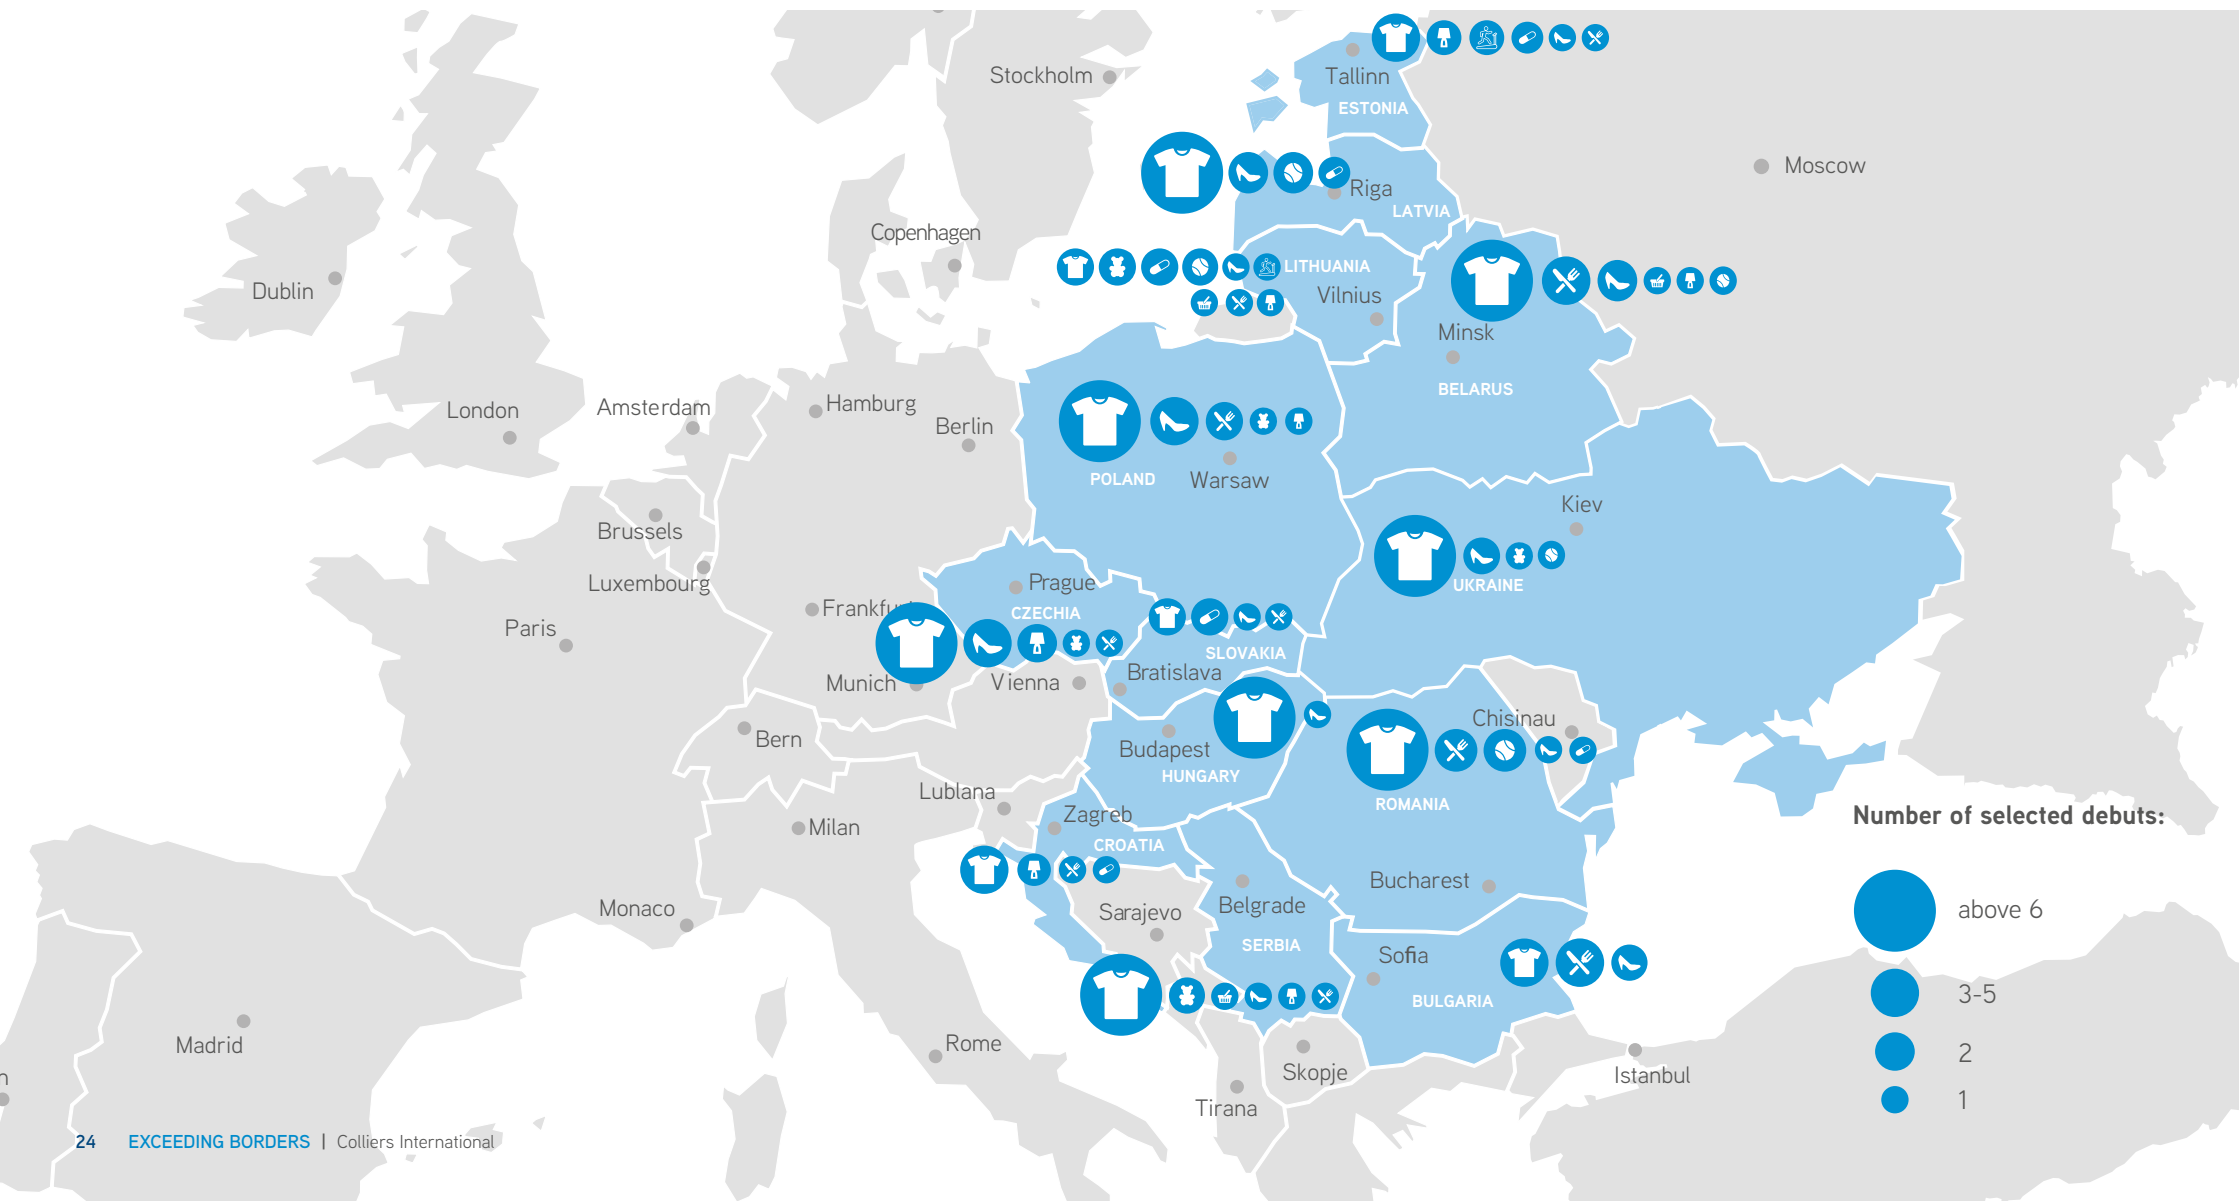 Stockholm
Tallinn
ESTONIA
Moscow
Riga
LATVIA
Copenhagen
Dublin
LITHUANIA
Vilnius
Minsk
BELARUS
London
Amsterdam
Hamburg
Berlin
POLAND
Warsaw
Kiev
Brussels
Luxembourg
Prague
CZECHIA
UKRAINE
Paris
Frankfu
SLOVAKIA
Munich
Vienna
Bratislava
Bern
Budapest
HUNGARY
Chisinau
ROMANIA
Lublana
Milan
Zagreb
CROATIA
Number of selected debuts:
above 6
3-5
2
1
Monaco
Sarajevo
Belgrade
SERBIA
Bucharest
Sofia
BULGARIA
Madrid
Rome
Skopje
Istanbul
Tirana
n
24 EXCEEDING BORDERS | Colliers International